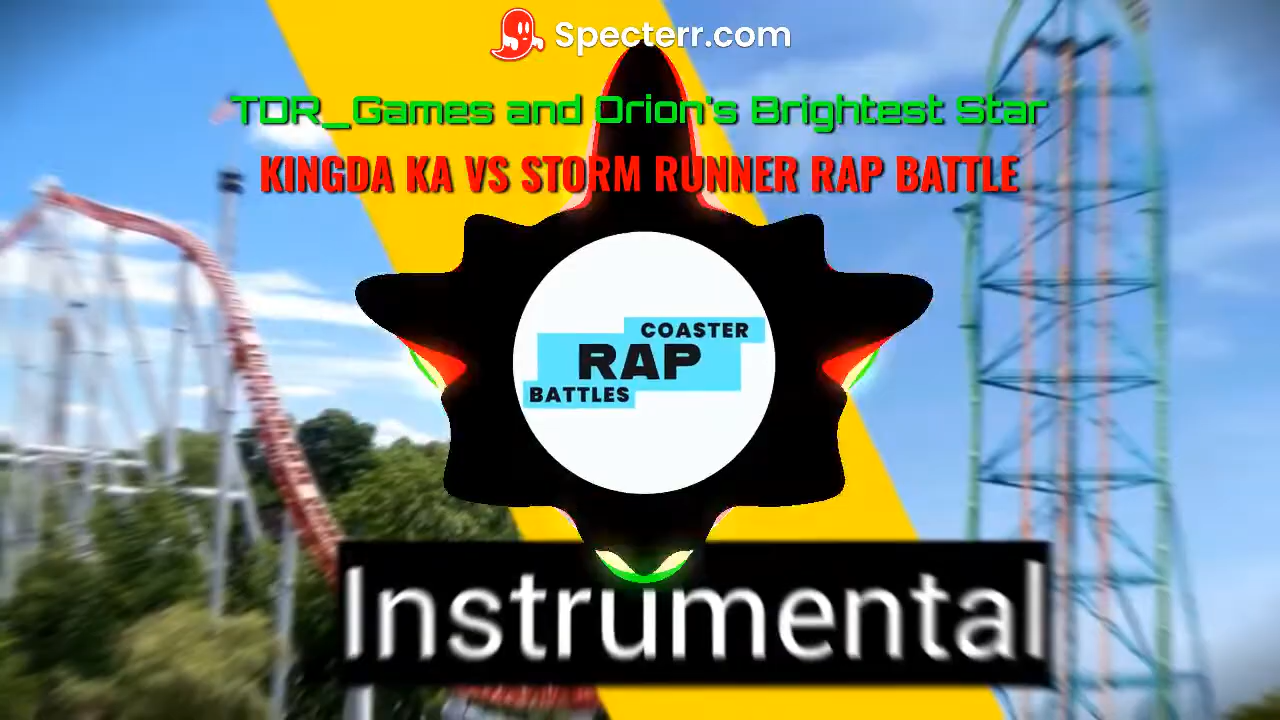 Specterr.com
TDR_Games and Orion's Brightest Star
KINGDA KA VS STORM RUNNER RAP BATTLE
COASTER
RAP
BATTLES
Instrumental